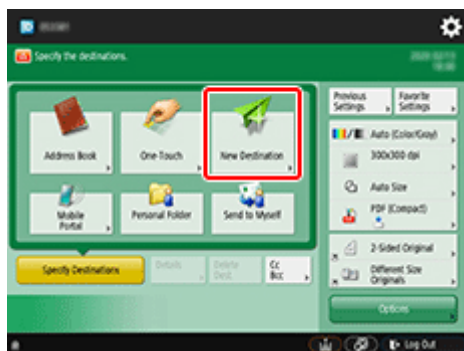 Specify the destinations.
Previous
Settings
Favorite
Settings
Address Book
One-Touch
New Destination
Auto (Color/Gray)
300x300 dpi
Auto Size
Mobile
Portal
Personal Folder
Send to Myself
PDF (Compact)
Specify Destinations
Details
Delete
Dest.
Cc
Bcc
2-Sided Original
Different Size
Originals
Options
Log Out